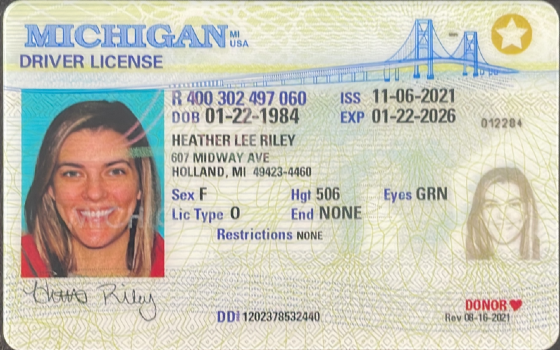 MICHIGAN MI USA
DRIVER LICENSE
R 400 302 497 060 ISS 11-06-2021
DOB 01-22-1984 EXP 01-22-2026
012284
HEATHER LEE RILEY
607 MIDWAY AVE
HOLLAND, MI 49423-4460
Sex F Hgt 506 Eyes GRN
Lic Type O End NONE
Restrictions NONE
Riley
DONOR
DDi 1202378532440 Rev 08-16-2021